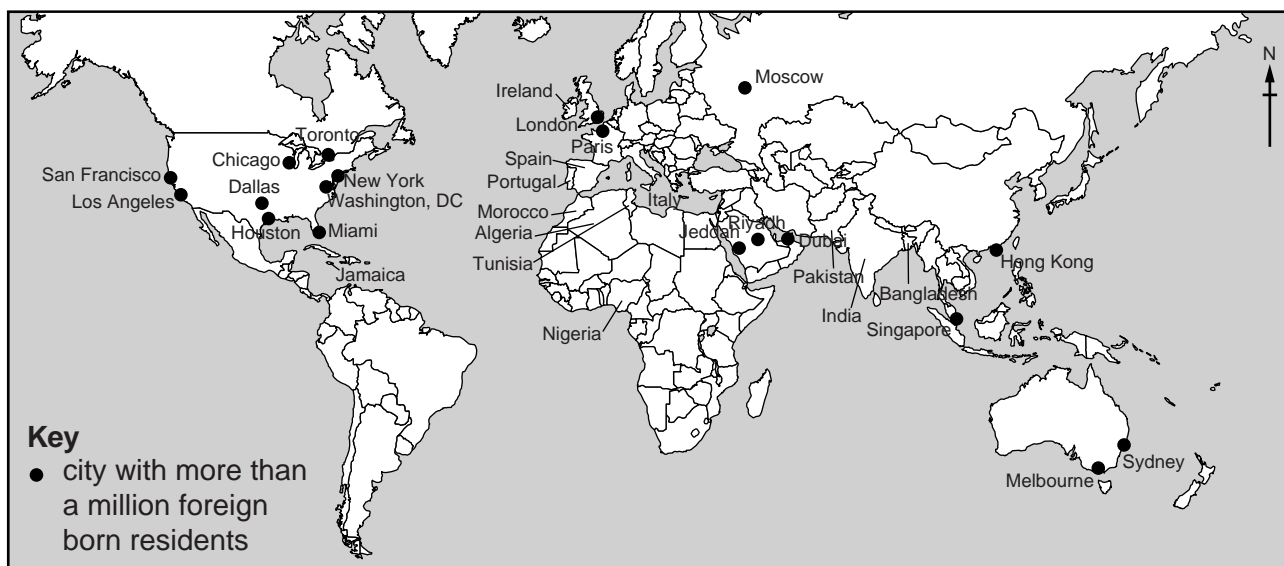 N
Moscow
Ireland
London
Paris
Toronto
Chicago
Spain
San Francisco
New York
Portugal
Dallas
Washington, DC
Los Angeles
Italy
Morocco
Riyadh
Houston
Miami
Algeria
Jeddah
Dubai
Tunisia
Hong Kong
Jamaica
Pakistan
Bangladesh
India
Nigeria
Singapore
Key
city with more than
a million foreign
born residents
Sydney
Melbourne